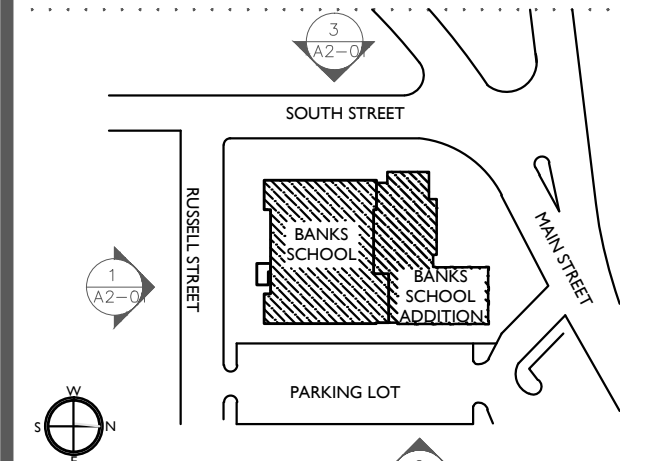 3
A2-01
SOUTH STREET
RUSSELL STREET
BANKS
SCHOOL
MAIN STREET
1
A2-01
BANKS
SCHOOL
ADDITION
PARKING LOT
W
S
N
E